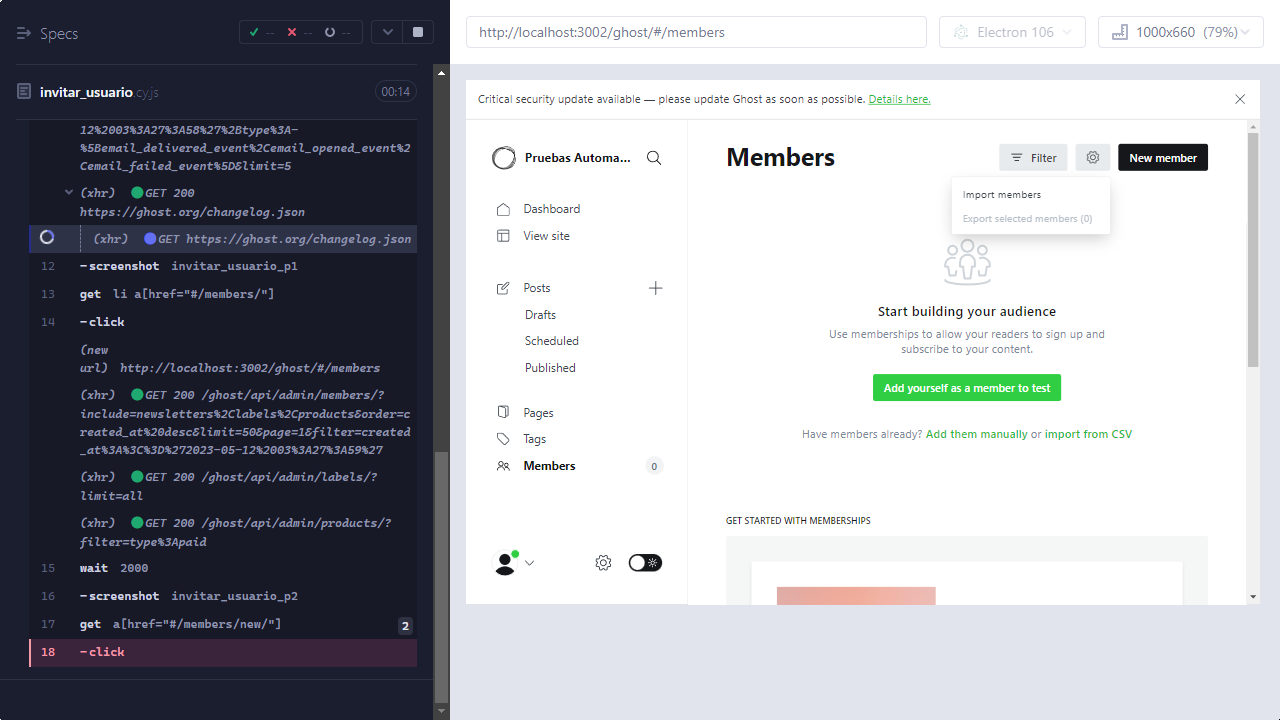 Specs
-- -- --
invitar_usuario cy.js
00:14
12%2003%3A27%3A58%27%2Btype%3A-
%5Bemail_delivered_event%2Cemail_opened_event%2
Cemail_failed_event%5D&limit=5
(xhr) GET 200
https://ghost.org/changelog.json
(xhr) GET https://ghost.org/changelog.json
12 -screenshot invitar_usuario_p1
13 get li a[href="#/members/"]
14 -click
(new
url) http://localhost:3002/ghost/#/members
(xhr) GET 200 /ghost/api/admin/members/?
include=newsletters%2Clabels%2Cproducts&order=c
reated_at%20desc&limit=50&page=1&filter=created
_at%3A%3C%3D%272023-05-12%2003%3A27%3A59%27
(xhr) GET 200 /ghost/api/admin/labels/?
limit=all
(xhr) GET 200 /ghost/api/admin/products/?
filter=type%3Apaid
15 wait 2000
16 -screenshot invitar_usuario_p2
17 get a[href="#/members/new/"] 2
18 -click
http://localhost:3002/ghost/#/members
Electron 106
1000x660 (79%)
Critical security update available — please update Ghost as soon as possible. Details here.
Pruebas Automa...
Dashboard
View site
Posts
Drafts
Scheduled
Published
Pages
Tags
Members 0
Members
Filter
New member
Import members
Export selected members (0)
Start building your audience
Use memberships to allow your readers to sign up and
subscribe to your content.
Add yourself as a member to test
Have members already? Add them manually or import from CSV
GET STARTED WITH MEMBERSHIPS